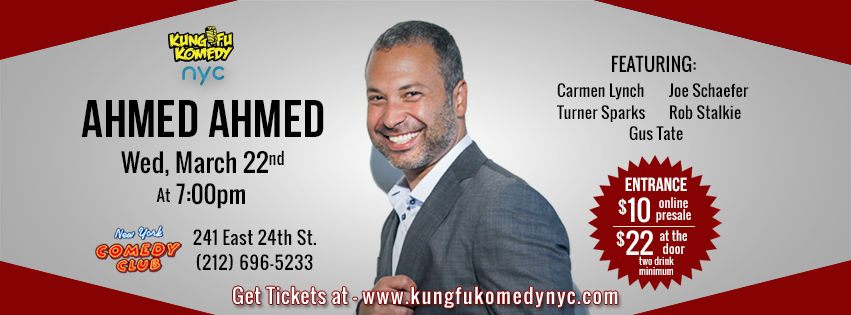 KUNG FU
KOMEDY
nyc
AHMED AHMED
Wed, March 22nd
At 7:00pm
New York
COMEDY
CLUB
241 East 24th St.
(212) 696-5233
FEATURING:
Carmen Lynch Joe Schaefer
Turner Sparks Rob Stalkie
Gus Tate
ENTRANCE
$10 online
presale
$22 at the
door
two drink
minimum
Get Tickets at - www.kungfukomedynyc.com